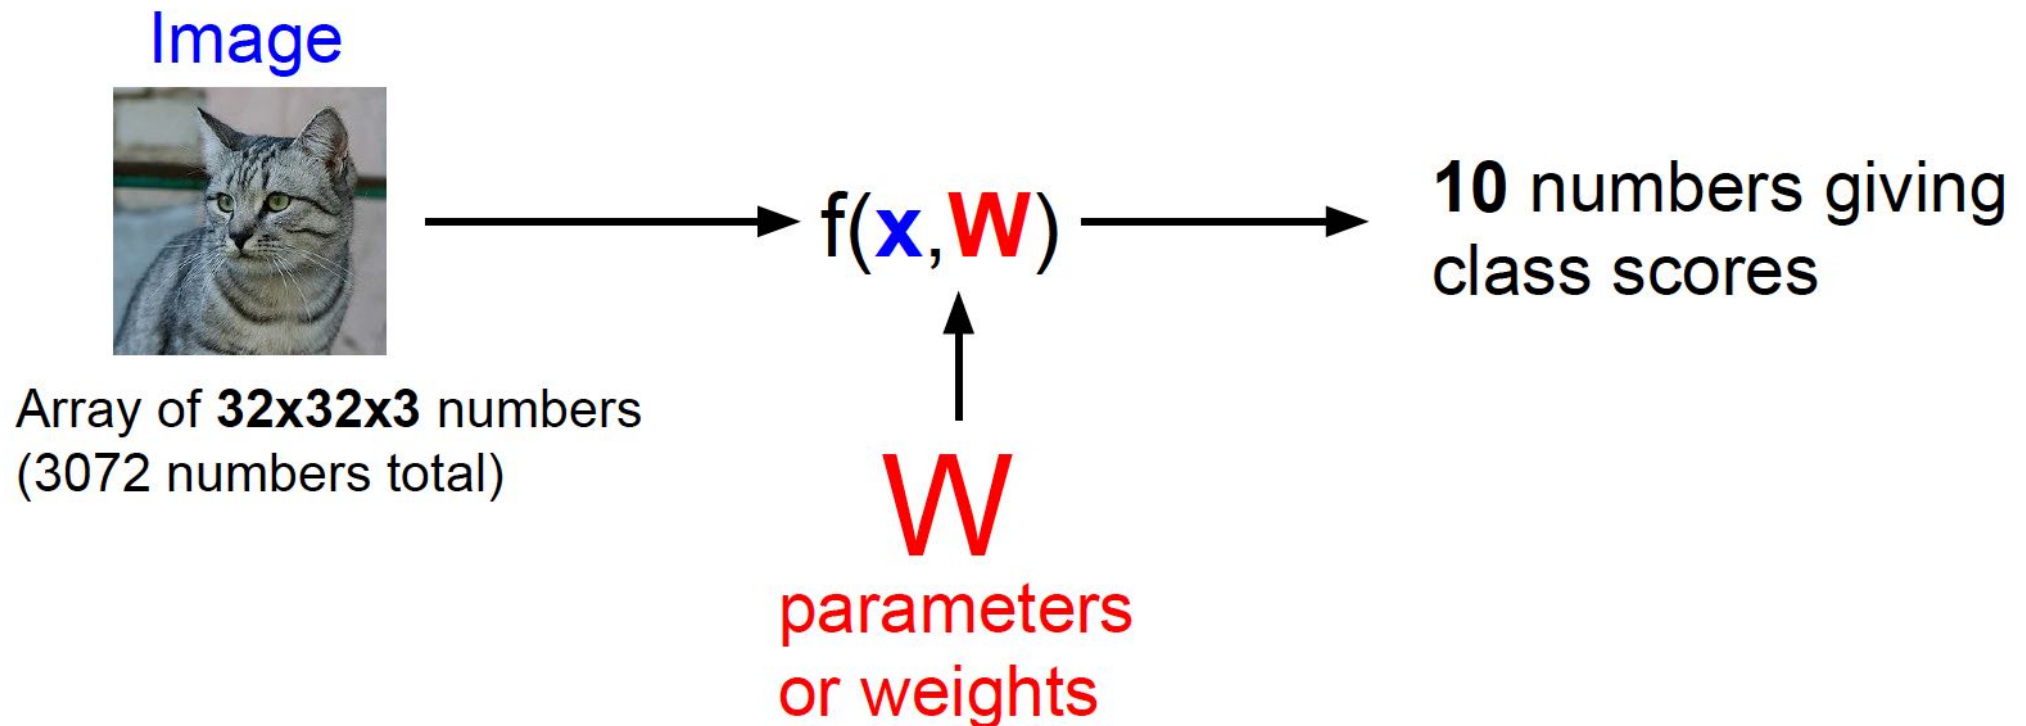 Image
Array of 32x32x3 numbers
(3072 numbers total)
f(x,W)
W
parameters
or weights
10 numbers giving
class scores